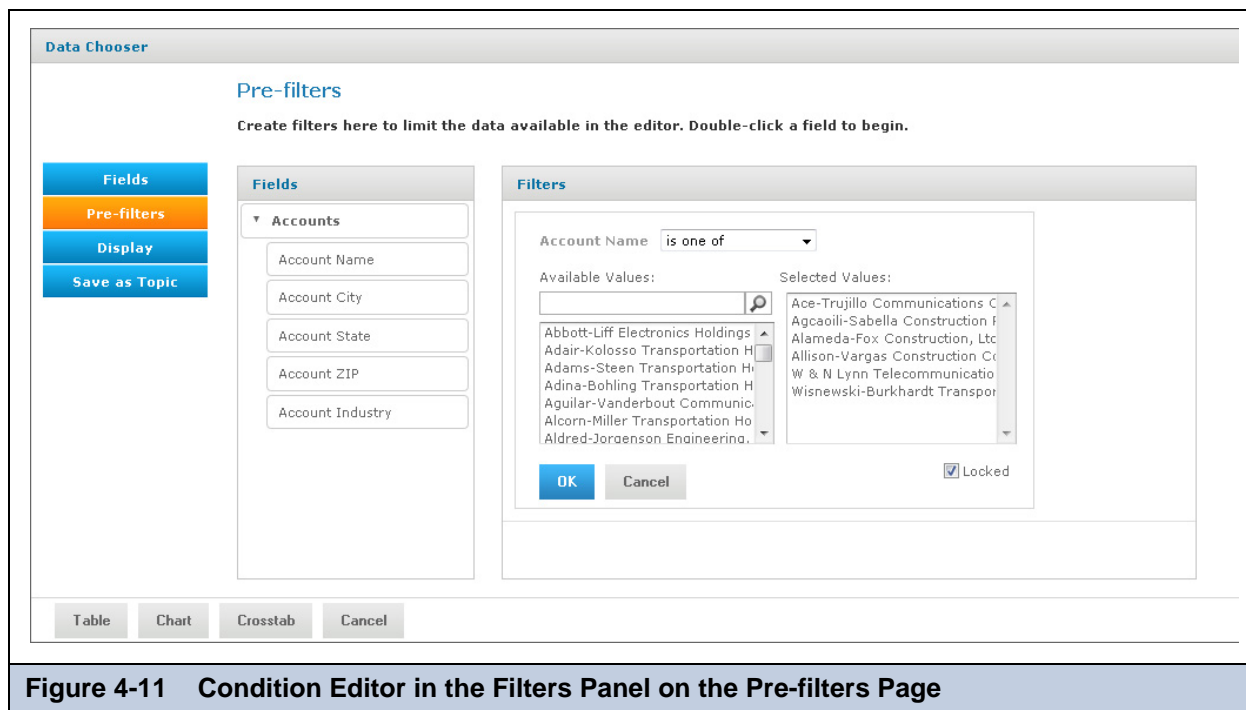 Data Chooser
Pre-filters
Create filters here to limit the data available in the editor. Double-click a field to begin.
Fields
Pre-filters
Display
Save as Topic
Fields
Accounts
Account Name
Account City
Account State
Account ZIP
Account Industry
Filters
Account Name is one of
Available Values:
Abbott-Liff Electronics Holdings
Adair-Kolosso Transportation H
Adams-Steen Transportation H
Adina-Bohling Transportation H
Aguilar-Vanderbout Communic
Alcorn-Miller Transportation Ho
Aldred-Jorgenson Engineering,
Selected Values:
Ace-Trujillo Communications C
Agcaoili-Sabella Construction
Alameda-Fox Construction, Ltd
Allison-Vargas Construction Co
W & N Lynn Telecommunicatio
Wisnewski-Burkhardt Transpor
OK Cancel
Locked
Table Chart Crosstab Cancel
Figure 4-11 Condition Editor in the Filters Panel on the Pre-filters Page